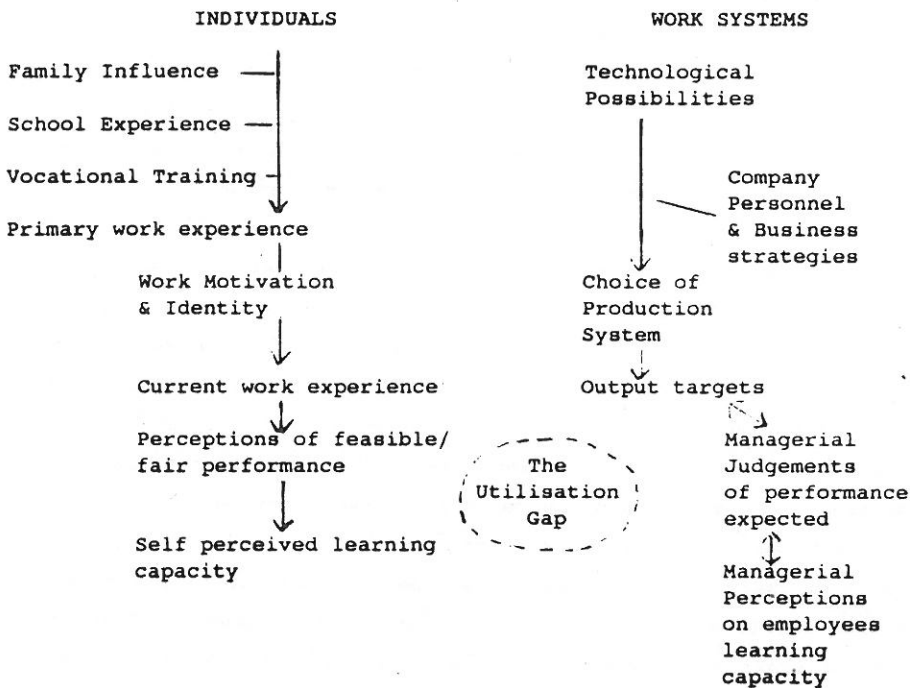 INDIVIDUALS
Family Influence
School Experience
Vocational Training
Primary work experience
Work Motivation
& Identity
Current work experience
Perceptions of feasible/
fair performance
Self perceived learning
capacity
The
Utilisation
Gap
WORK SYSTEMS
Technological
Possibilities
Company
Personnel
& Business
strategies
Choice of
Production
System
Output targets
Managerial
Judgements
of performance
expected
Managerial
Perceptions
on employees
learning
capacity